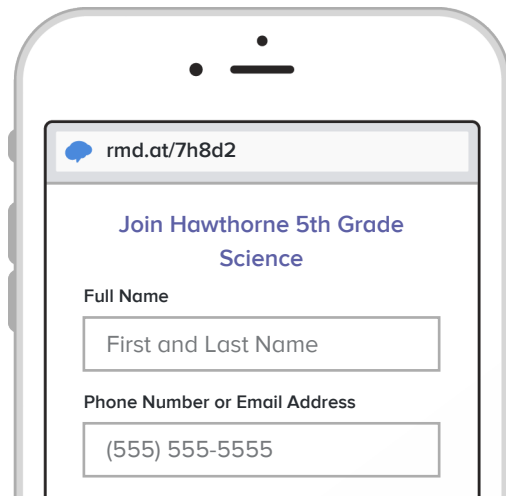 rmd.at/7h8d2
Join Hawthorne 5th Grade
Science
Full Name
First and Last Name
Phone Number or Email Address
(555) 555-5555